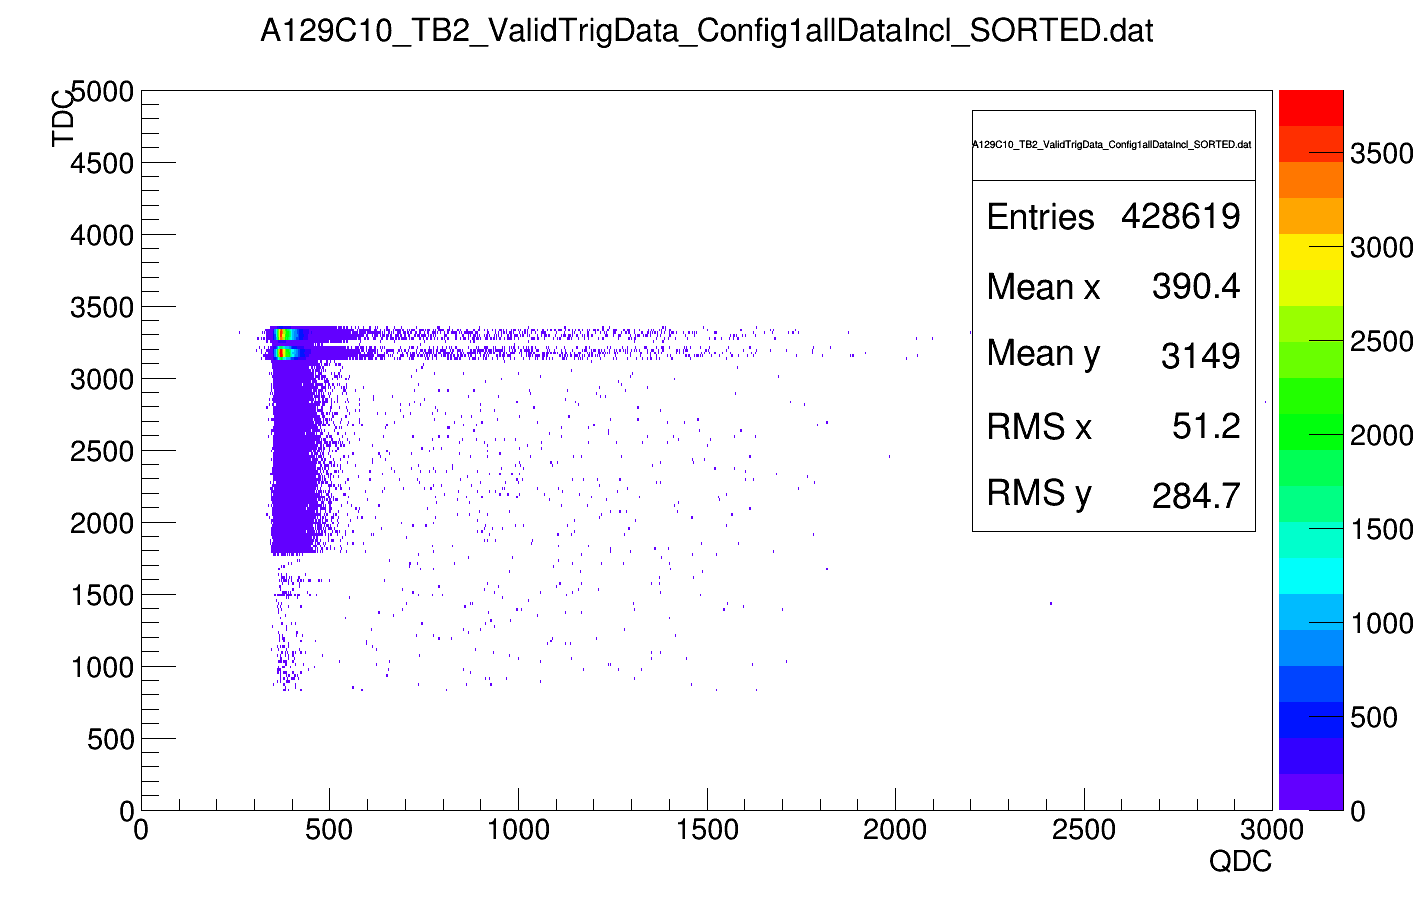 A129C10_TB2_ValidTrigData_Config1allDataIncl_SORTED.dat
TDC
5000
4500
4000
3500
3000
2500
2000
1500
1000
500
0
A129C10_TB2_ValidTrigData_Config1allDataIncl_SORTED.dat
Entries 428619
Mean x 390.4
Mean y 3149
RMS x 51.2
RMS y 284.7
3500
3000
2500
2000
1500
1000
500
0
0 500 1000 1500 2000 2500 3000
QDC